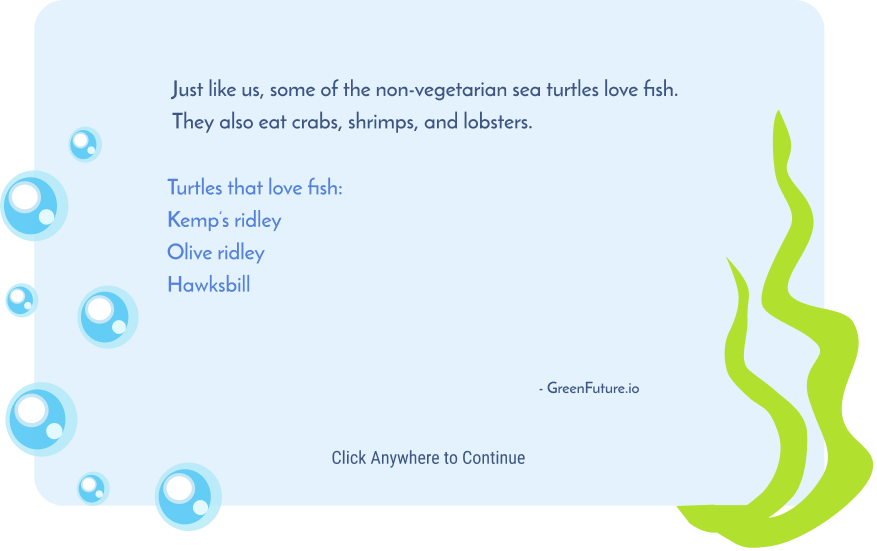 Just like us, some of the non-vegetarian sea turtles love fish.
They also eat crabs, shrimps, and lobsters.
Turtles that love fish:
Kemp's ridley
Olive ridley
Hawksbill
- GreenFuture.io
Click Anywhere to Continue